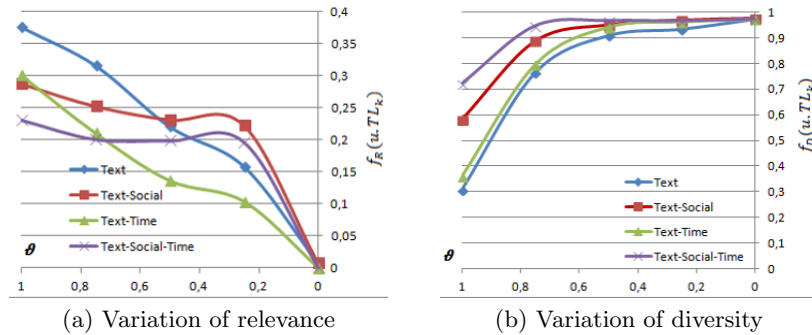 0,4
0,35
0,3
0,25
0,2
0,15
0,1
0,05
0
f_R(u.TL_k)
Text
Text-Social
Text-Time
Text-Social-Time
ϑ
1 0,8 0,6 0,4 0,2 0
(a) Variation of relevance
1
0,9
0,8
0,7
0,6
0,5
0,4
0,3
0,2
0,1
0
f_D(u.TL_k)
Text
Text-Social
Text-Time
Text-Social-Time
ϑ
1 0,8 0,6 0,4 0,2 0
(b) Variation of diversity